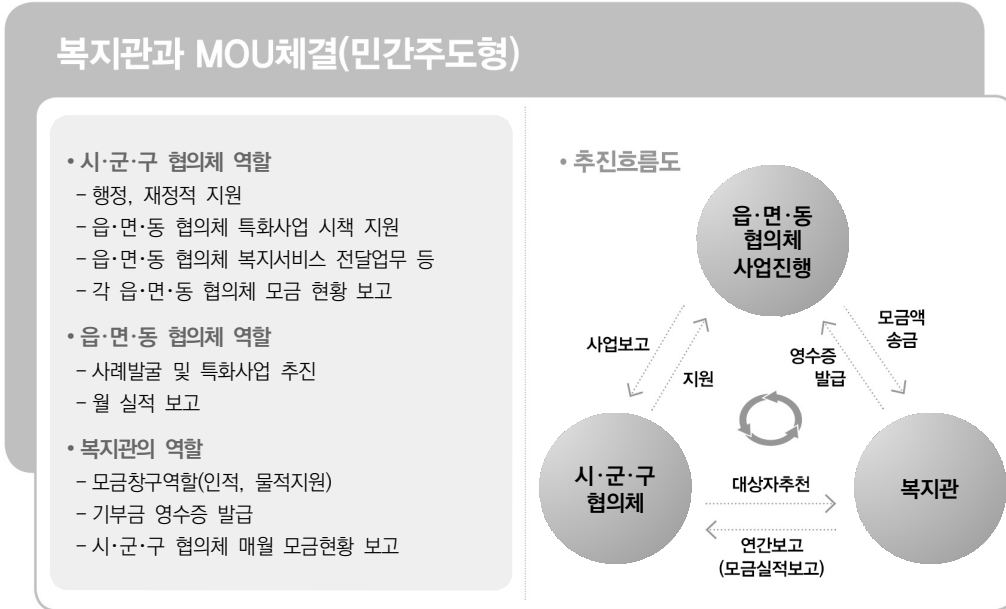 복지관과 MOU체결(민간주도형)
• 시·군·구 협의체 역할
- 행정, 재정적 지원
- 읍·면·동 협의체 특화사업 시책 지원
- 읍·면·동 협의체 복지서비스 전달업무 등
- 각 읍·면·동 협의체 모금 현황 보고
• 읍·면·동 협의체 역할
- 사례발굴 및 특화사업 추진
- 월 실적 보고
• 복지관의 역할
- 모금창구역할(인적, 물적지원)
- 기부금 영수증 발급
- 시·군·구 협의체 매월 모금현황 보고
• 추진흐름도
읍·면·동
협의체
사업진행
사업보고
지원
모금액
송금
영수증
발급
시·군·구
협의체
대상자추천
연간보고
(모금실적보고)
복지관